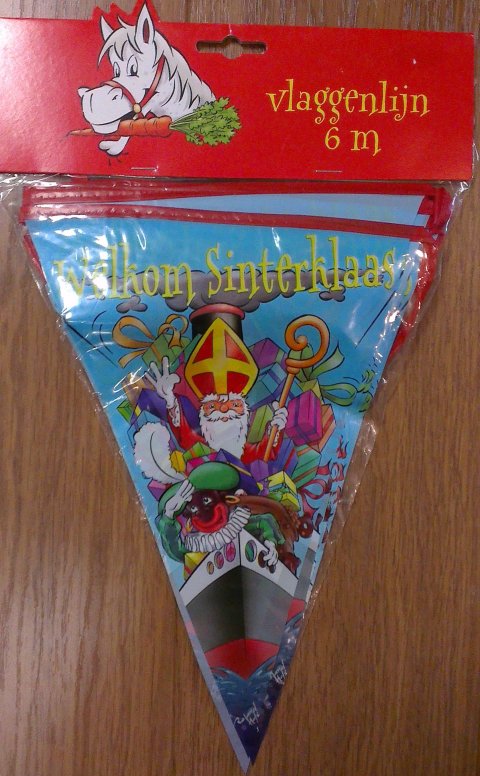 vlaggenlijn
6 m
Welkom Sinterklaas